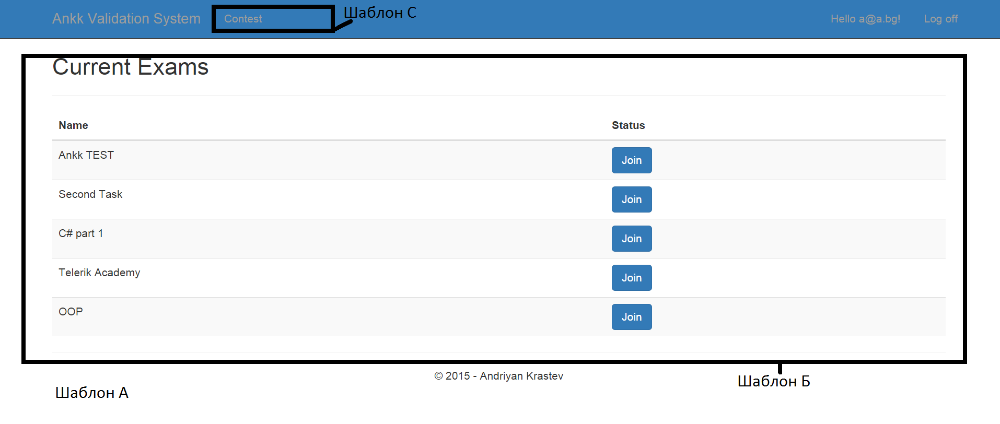 Ankk Validation System Contest Шаблон С Hello a@a.bg! Log off
Current Exams
Name Status
Ankk TEST Join
Second Task Join
C# part 1 Join
Telerik Academy Join
OOP Join
© 2015 - Andriyan Krastev
Шаблон Б
Шаблон А